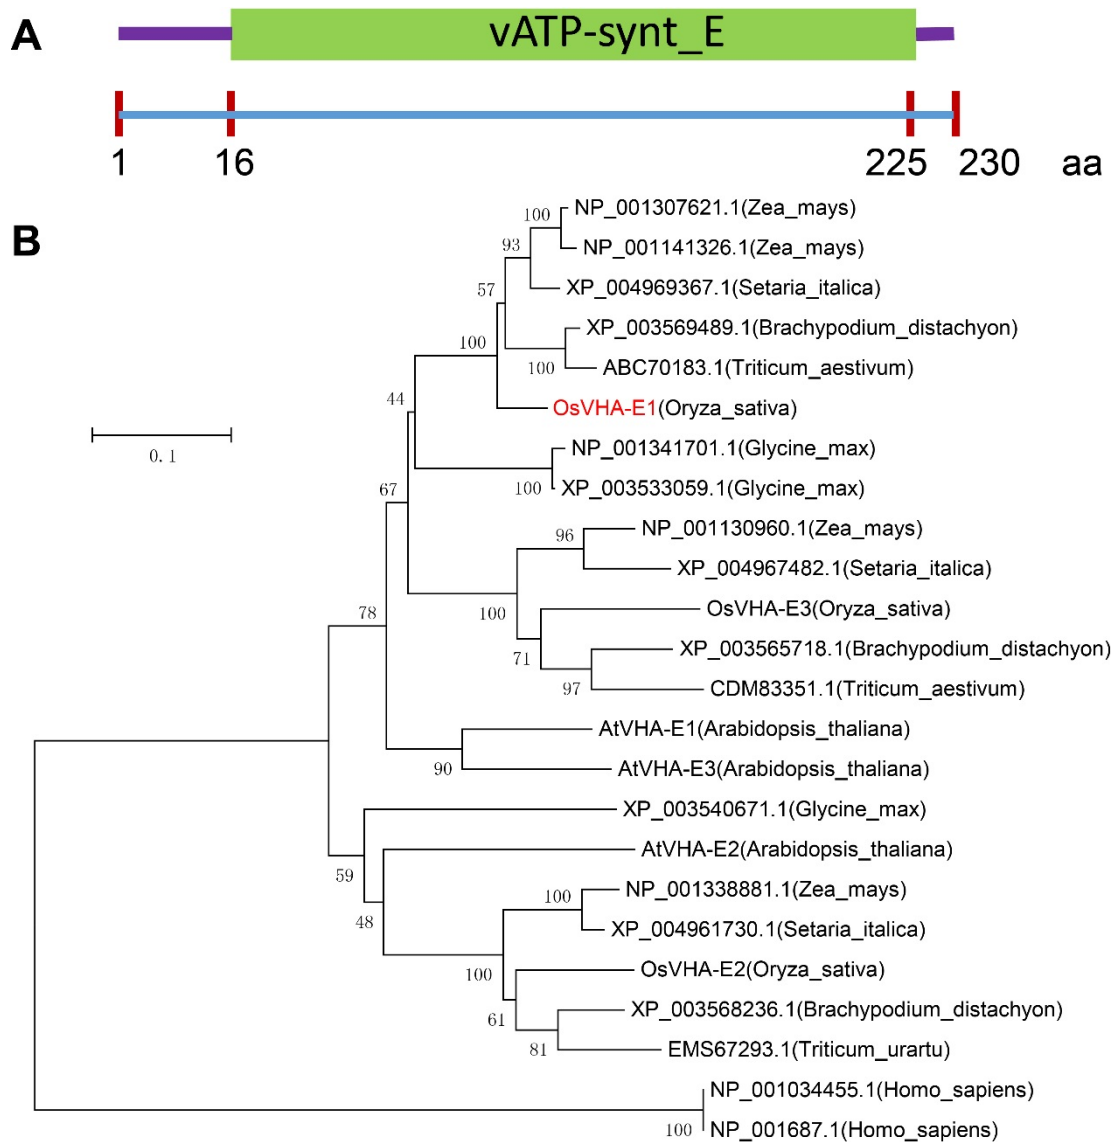 A
vATP-synt_E
1 16 225 230 aa
B
100 NP_001307621.1(Zea_mays)
93 NP_001141326.1(Zea_mays)
XP_004969367.1(Setaria_italica)
57
XP_003569489.1(Brachypodium_distachyon)
100
100 ABC70183.1(Triticum_aestivum)
44
OsVHA-E1(Oryza_sativa)
0.1
NP_001341701.1(Glycine_max)
67
100 XP_003533059.1(Glycine_max)
96 NP_001130960.1(Zea_mays)
XP_004967482.1(Setaria_italica)
78 100
OsVHA-E3(Oryza_sativa)
71
XP_003565718.1(Brachypodium_distachyon)
97 CDM83351.1(Triticum_aestivum)
AtVHA-E1(Arabidopsis_thaliana)
90 AtVHA-E3(Arabidopsis_thaliana)
XP_003540671.1(Glycine_max)
AtVHA-E2(Arabidopsis_thaliana)
59
100 NP_001338881.1(Zea_mays)
48
XP_004961730.1(Setaria_italica)
100 OsVHA-E2(Oryza_sativa)
XP_003568236.1(Brachypodium_distachyon)
61
81 EMS67293.1(Triticum_urartu)
NP_001034455.1(Homo_sapiens)
100 NP_001687.1(Homo_sapiens)